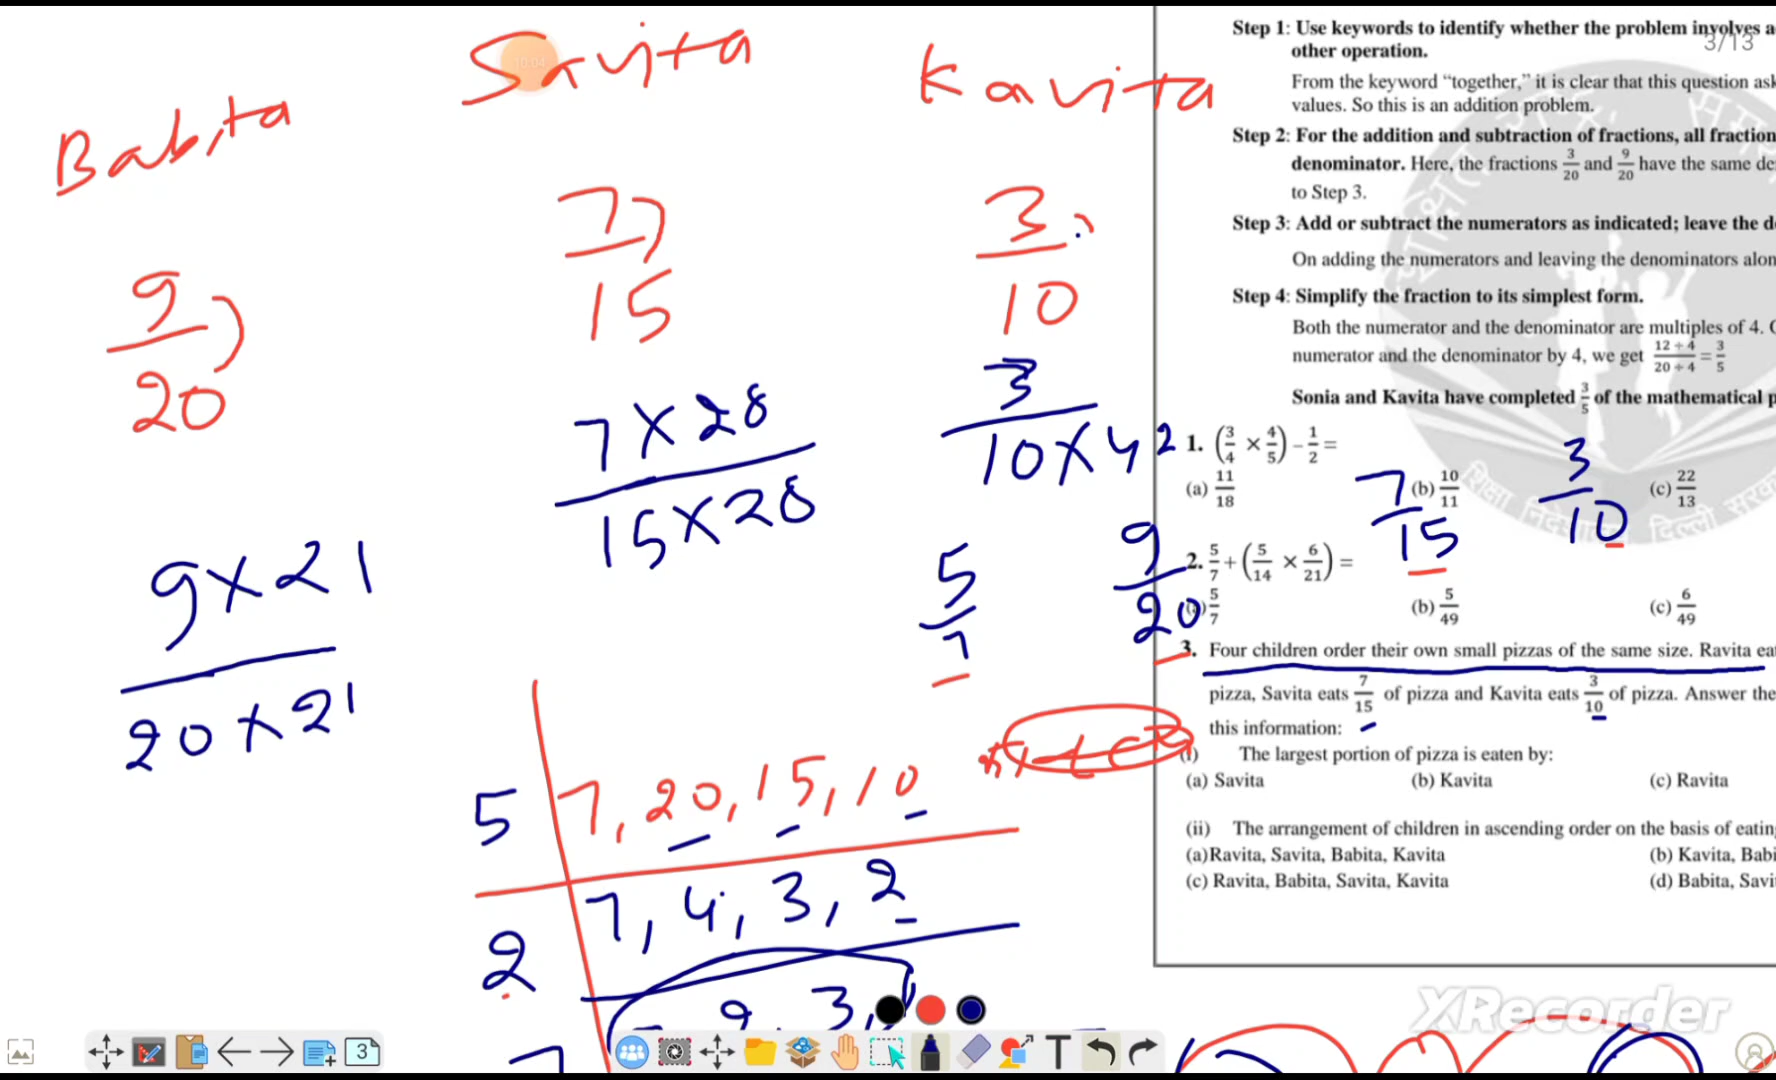 Savita
Kavita
Babita
7/15
3/10
9/20
7×28/15×28
3/10×42
9×21/20×21
5/7
9/20
7/15
3/10
5 7, 20, 15, 10
2 7, 4, 3, 2
3/13
10:04
Step 1: Use keywords to identify whether the problem involves a
other operation.
From the keyword “together,” it is clear that this question ask
values. So this is an addition problem.
Step 2: For the addition and subtraction of fractions, all fraction
denominator. Here, the fractions 3/20 and 9/20 have the same de
to Step 3.
Step 3: Add or subtract the numerators as indicated; leave the d
On adding the numerators and leaving the denominators alon
Step 4: Simplify the fraction to its simplest form.
Both the numerator and the denominator are multiples of 4.
numerator and the denominator by 4, we get 12 ÷ 4/20 ÷ 4 = 3/5
Sonia and Kavita have completed 3/5 of the mathematical p
1. (3/4 × 4/5) – 1/2 =
(a) 11/18 (b) 10/11 (c) 22/13
2. 5/7 + (5/14 × 6/21) =
5/7 (b) 5/49 (c) 6/49
3. Four children order their own small pizzas of the same size. Ravita ea
pizza, Savita eats 7/15 of pizza and Kavita eats 3/10 of pizza. Answer the
this information:
(i) The largest portion of pizza is eaten by:
(a) Savita (b) Kavita (c) Ravita
(ii) The arrangement of children in ascending order on the basis of eatin
(a)Ravita, Savita, Babita, Kavita (b) Kavita, Babi
(c) Ravita, Babita, Savita, Kavita (d) Babita, Savi
XRecorder
3
T